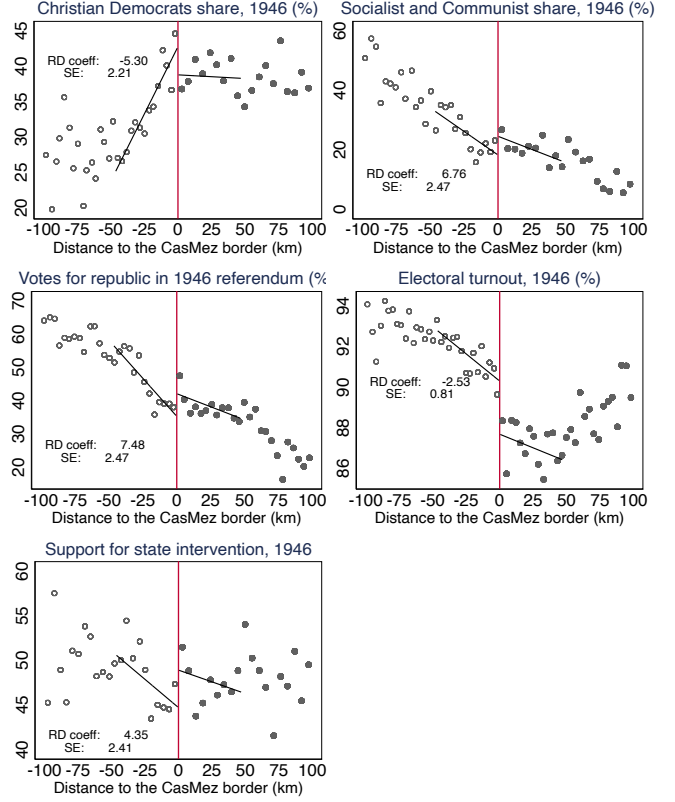 Christian Democrats share, 1946 (%)
45
40
35
30
25
20
RD coeff: -5.30
SE: 2.21
-100 -75 -50 -25 0 25 50 75 100
Distance to the CasMez border (km)
Socialist and Communist share, 1946 (%)
60
40
20
0
RD coeff: 6.76
SE: 2.47
-100 -75 -50 -25 0 25 50 75 100
Distance to the CasMez border (km)
Votes for republic in 1946 referendum (%
70
60
50
40
30
20
RD coeff: 7.48
SE: 2.47
-100 -75 -50 -25 0 25 50 75 100
Distance to the CasMez border (km)
Electoral turnout, 1946 (%)
94
92
90
88
86
RD coeff: -2.53
SE: 0.81
-100 -75 -50 -25 0 25 50 75 100
Distance to the CasMez border (km)
Support for state intervention, 1946
60
55
50
45
40
RD coeff: 4.35
SE: 2.41
-100 -75 -50 -25 0 25 50 75 100
Distance to the CasMez border (km)